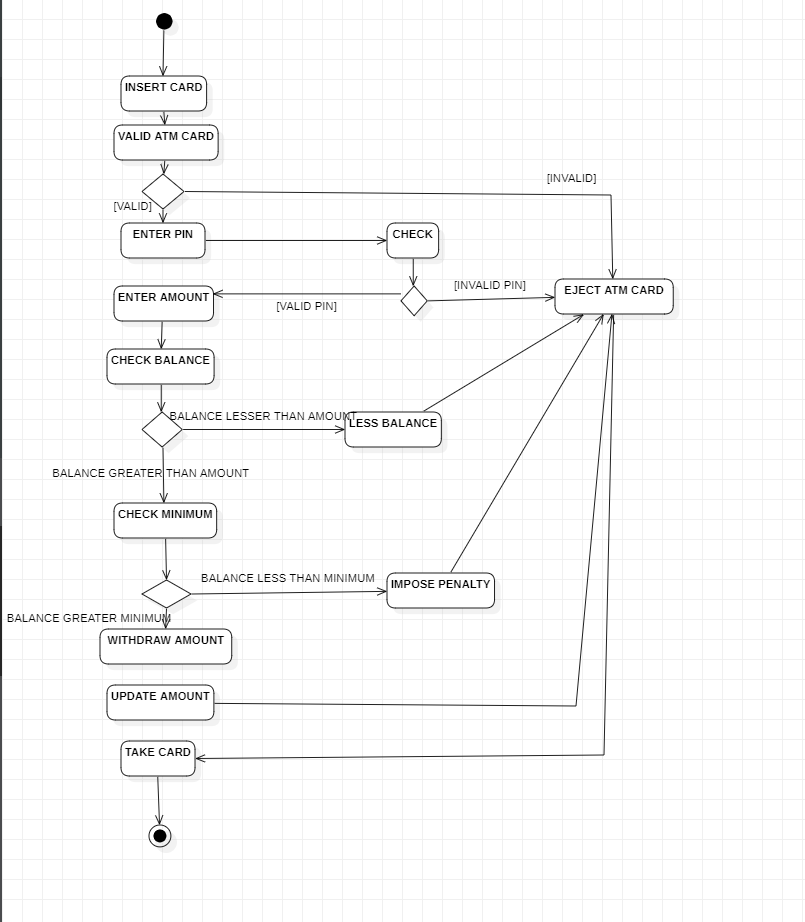 INSERT CARD
VALID ATM CARD
[INVALID]
[VALID]
ENTER PIN
CHECK
[INVALID PIN]
EJECT ATM CARD
ENTER AMOUNT
[VALID PIN]
CHECK BALANCE
BALANCE LESSER THAN AMOUNT
LESS BALANCE
BALANCE GREATER THAN AMOUNT
CHECK MINIMUM
BALANCE LESS THAN MINIMUM
IMPOSE PENALTY
BALANCE GREATER MINIMUM
WITHDRAW AMOUNT
UPDATE AMOUNT
TAKE CARD